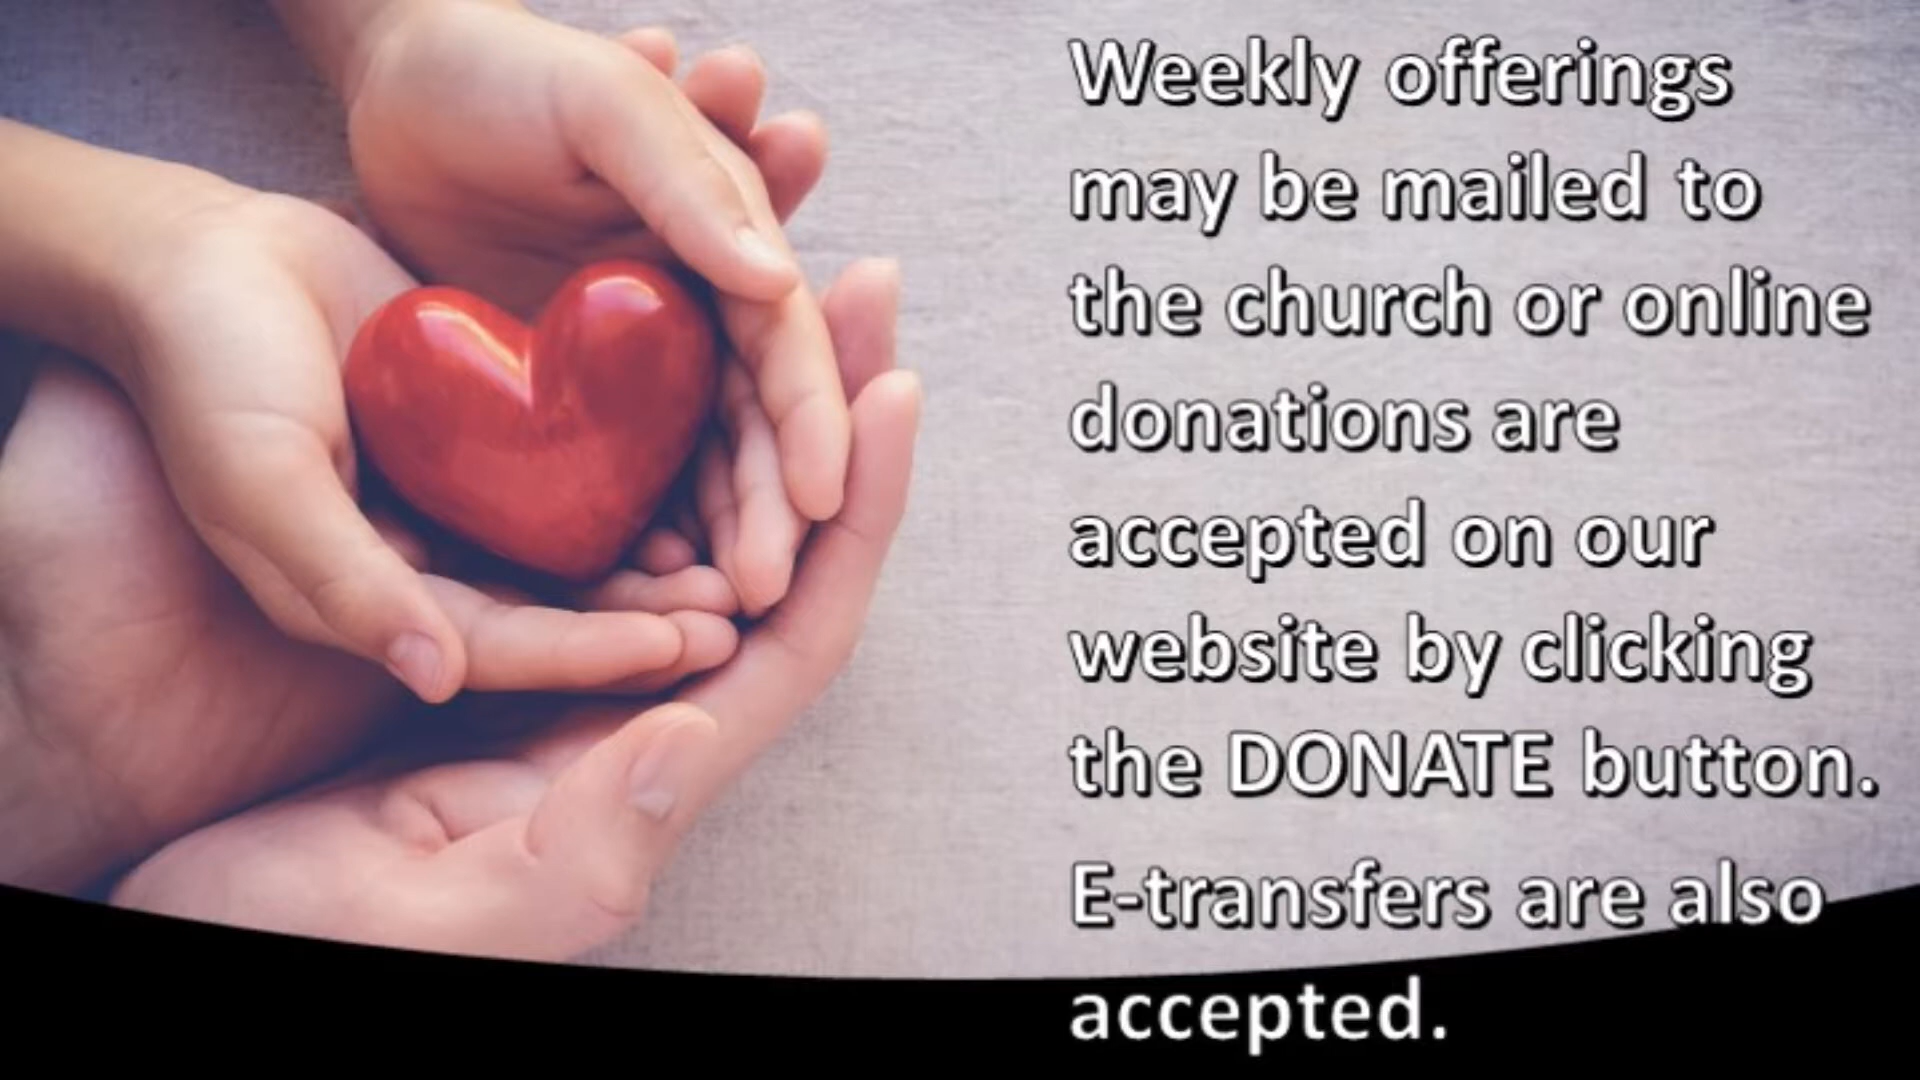 Weekly offerings
may be mailed to
the church or online
donations are
accepted on our
website by clicking
the DONATE button.
E-transfers are also
accepted.